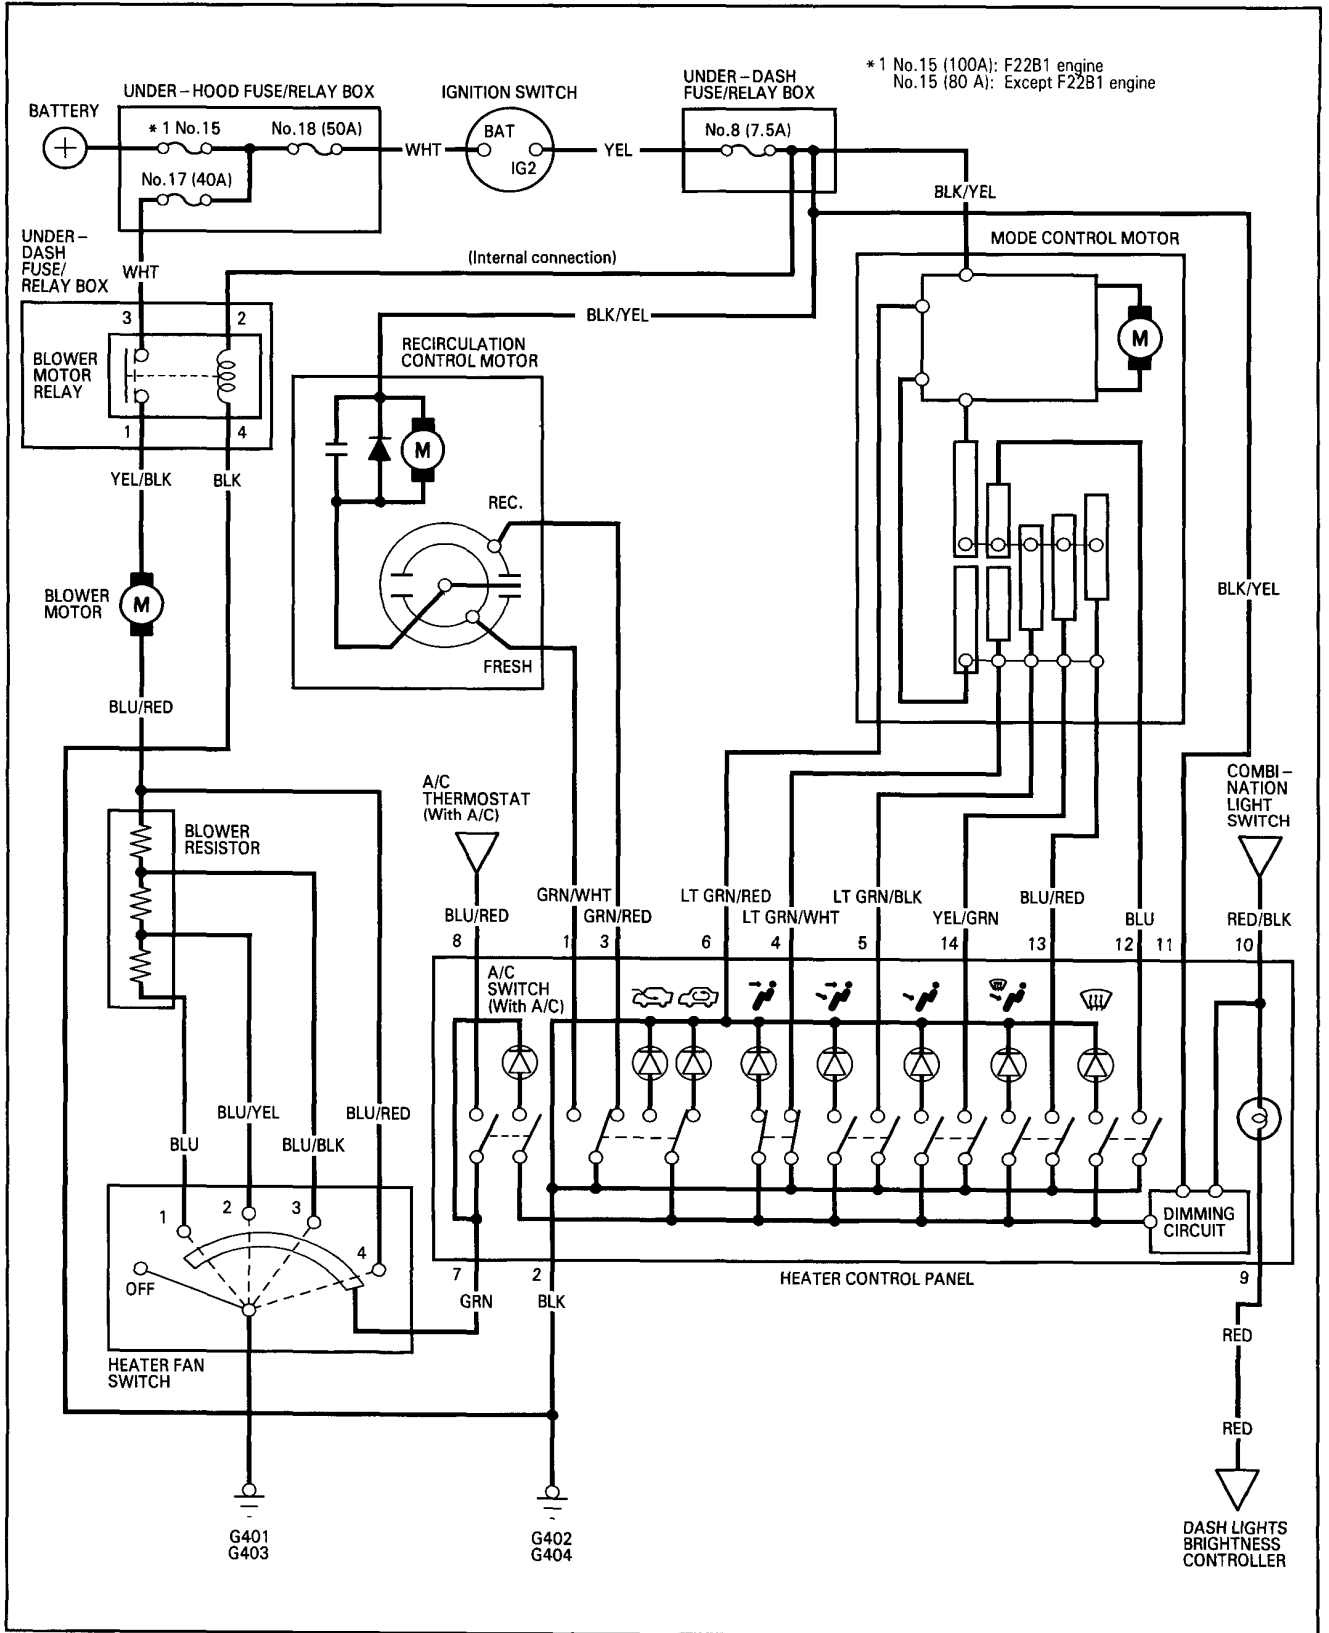 * 1 No.15 (100A): F22B1 engine
No.15 (80 A): Except F22B1 engine
UNDER-HOOD FUSE/RELAY BOX
IGNITION SWITCH
UNDER-DASH
FUSE/RELAY BOX
BATTERY
* 1 No.15
No.18 (50A)
WHT
BAT
IG2
YEL
No.8 (7.5A)
No.17 (40A)
BLK/YEL
UNDER-
DASH
FUSE/
RELAY BOX
WHT
(Internal connection)
MODE CONTROL MOTOR
3
2
BLK/YEL
BLOWER
MOTOR
RELAY
RECIRCULATION
CONTROL MOTOR
M
M
1
4
YEL/BLK
BLK
REC.
BLOWER
MOTOR
M
BLK/YEL
FRESH
BLU/RED
A/C
THERMOSTAT
(With A/C)
COMBI-
NATION
LIGHT
SWITCH
BLOWER
RESISTOR
BLU/RED
GRN/WHT
GRN/RED
LT GRN/RED
LT GRN/WHT
LT GRN/BLK
YEL/GRN
BLU/RED
BLU
RED/BLK
8
1
3
6
4
5
14
13
12
11
10
A/C
SWITCH
(With A/C)
BLU
BLU/YEL
BLU/BLK
BLU/RED
1
2
3
4
OFF
DIMMING
CIRCUIT
HEATER FAN
SWITCH
7
2
9
GRN
BLK
HEATER CONTROL PANEL
RED
RED
G401
G403
G402
G404
DASH LIGHTS
BRIGHTNESS
CONTROLLER